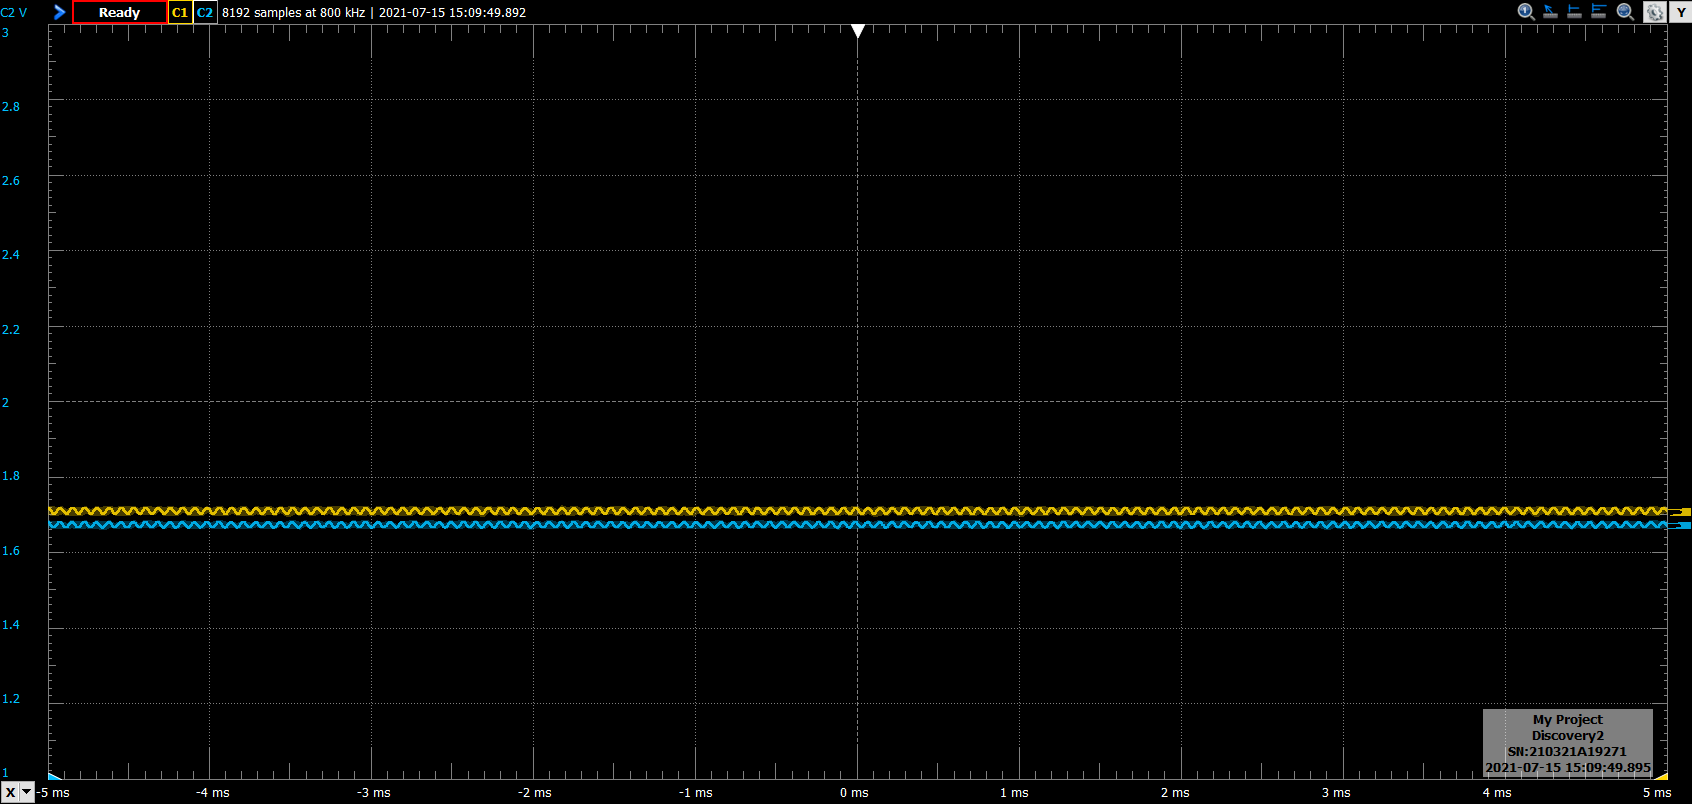 C2 V Ready C1 C2 8192 samples at 800 kHz | 2021-07-15 15:09:49.892 Y
3
2.8
2.6
2.4
2.2
2
1.8
1.6
1.4
1.2
1
My Project
Discovery2
SN:210321A19271
2021-07-15 15:09:49.895
X -5 ms -4 ms -3 ms -2 ms -1 ms 0 ms 1 ms 2 ms 3 ms 4 ms 5 ms